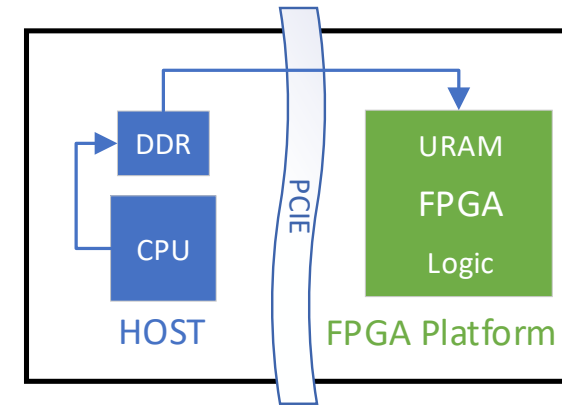 DDR
CPU
HOST
PCIE
URAM
FPGA
Logic
FPGA Platform